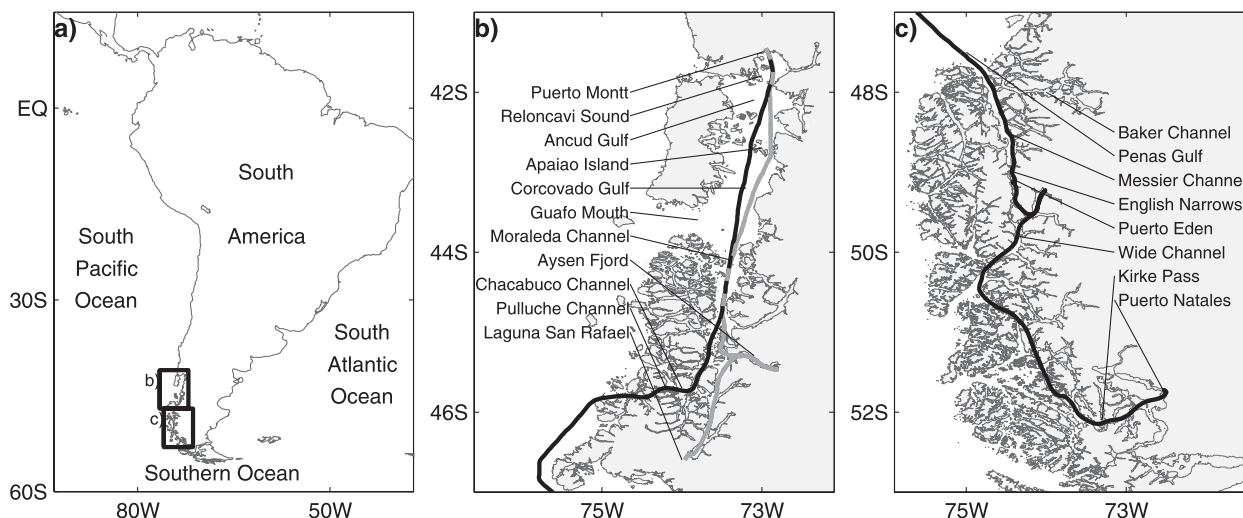 a)
EQ
30S
60S
80W
50W
South
America
South
Pacific
Ocean
South
Atlantic
Ocean
Southern Ocean
b)
c)
b)
42S
44S
46S
75W
73W
Puerto Montt
Reloncavi Sound
Ancud Gulf
Apaiao Island
Corcovado Gulf
Guafo Mouth
Moraleda Channel
Aysen Fjord
Chacabuco Channel
Pulluche Channel
Laguna San Rafael
c)
48S
50S
52S
75W
73W
Baker Channel
Penas Gulf
Messier Channe
English Narrows
Puerto Eden
Wide Channel
Kirke Pass
Puerto Natales